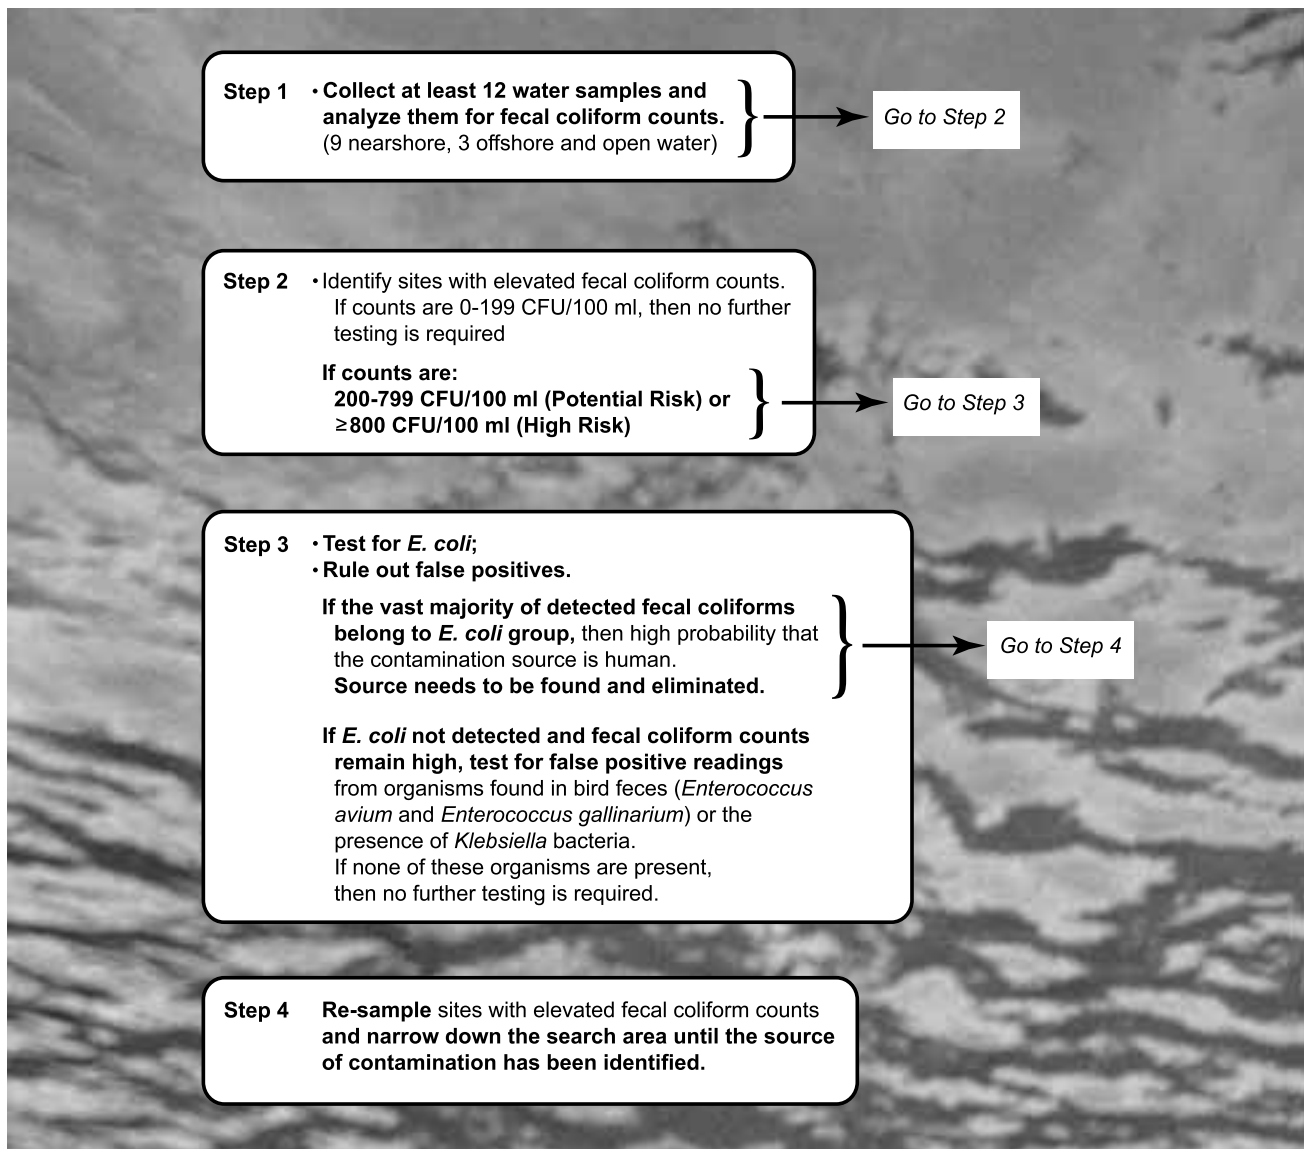 Step 1 • Collect at least 12 water samples and
analyze them for fecal coliform counts.
(9 nearshore, 3 offshore and open water)
Go to Step 2
Step 2 • Identify sites with elevated fecal coliform counts.
If counts are 0-199 CFU/100 ml, then no further
testing is required
If counts are:
200-799 CFU/100 ml (Potential Risk) or
≥800 CFU/100 ml (High Risk)
Go to Step 3
Step 3 • Test for E. coli;
• Rule out false positives.
If the vast majority of detected fecal coliforms
belong to E. coli group, then high probability that
the contamination source is human.
Source needs to be found and eliminated.
Go to Step 4
If E. coli not detected and fecal coliform counts
remain high, test for false positive readings
from organisms found in bird feces (Enterococcus
avium and Enterococcus gallinarium) or the
presence of Klebsiella bacteria.
If none of these organisms are present,
then no further testing is required.
Step 4 Re-sample sites with elevated fecal coliform counts
and narrow down the search area until the source
of contamination has been identified.